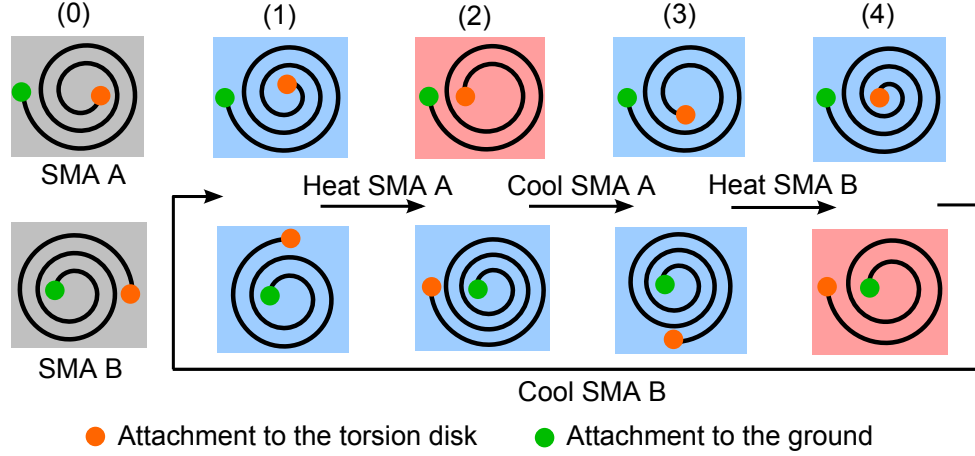 (0) (1) (2) (3) (4)
SMA A
Heat SMA A Cool SMA A Heat SMA B
SMA B
Cool SMA B
Attachment to the torsion disk Attachment to the ground